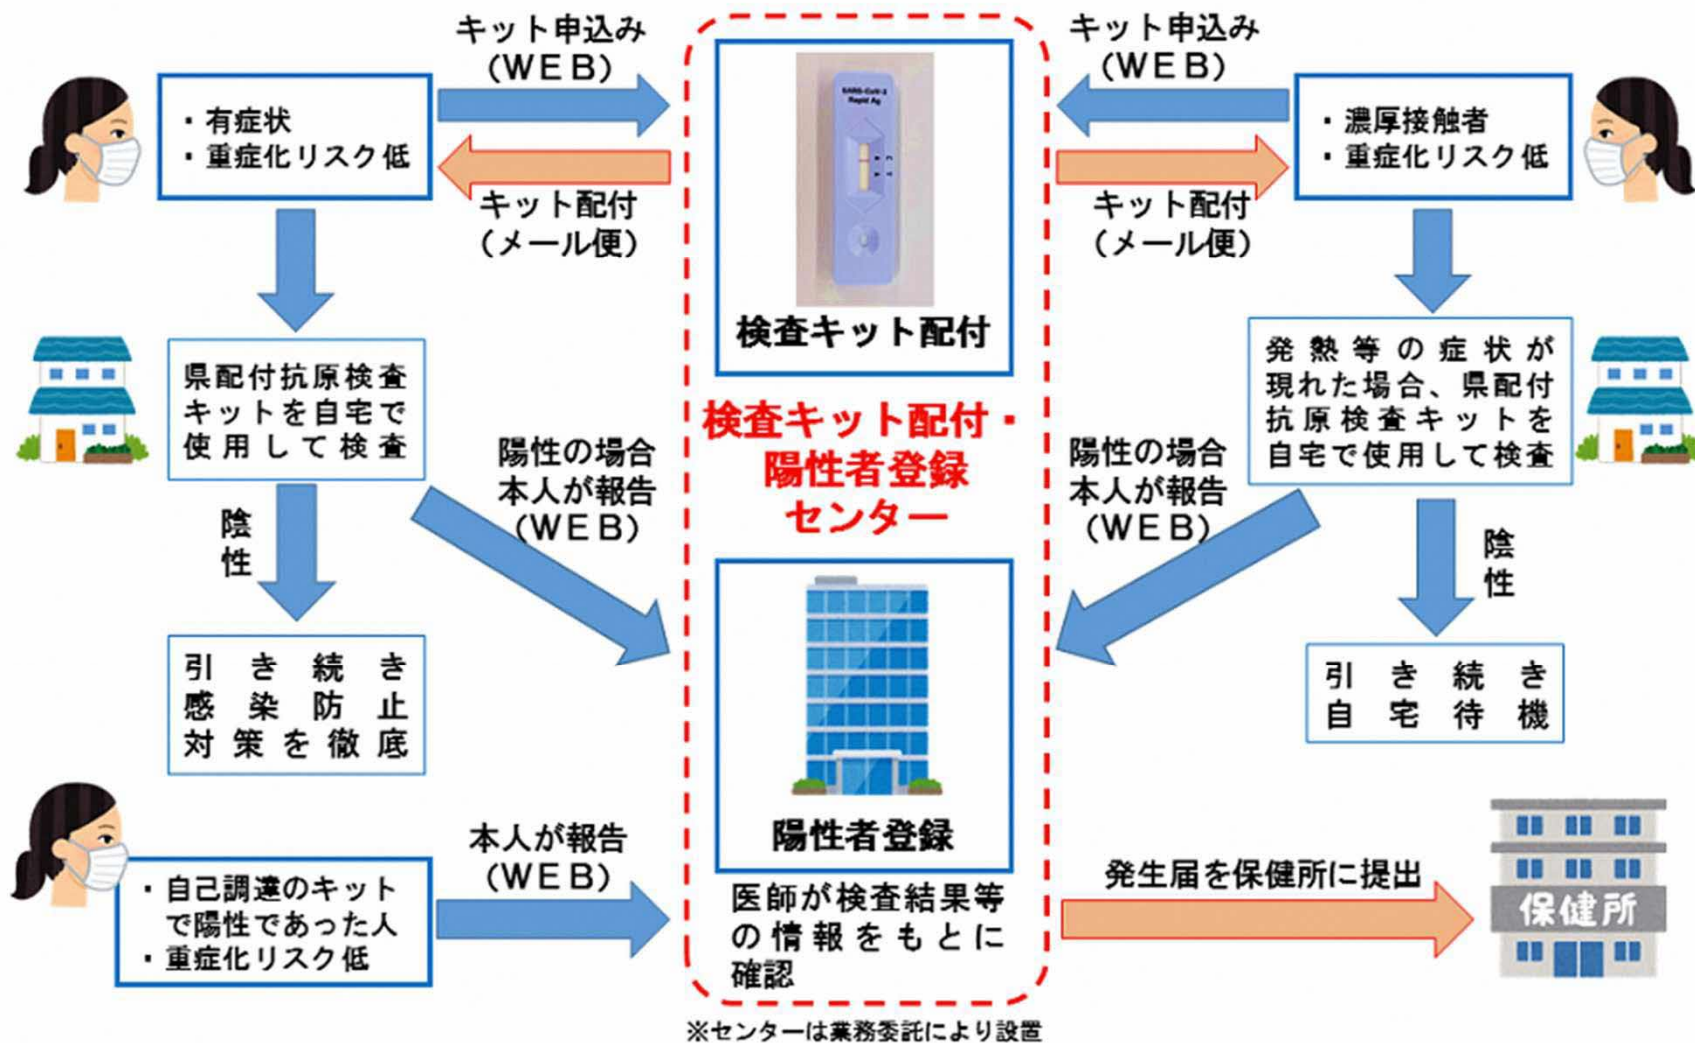 キット申込み
(WEB)
キット申込み
(WEB)
・有症状
・重症化リスク低
SARS-CoV-2
Rapid Ag
・濃厚接触者
・重症化リスク低
キット配付
(メール便)
キット配付
(メール便)
検査キット配付
県配付抗原検査
キットを自宅で
使用して検査
発熱等の症状が
現れた場合、県配付
抗原検査キットを
自宅で使用して検査
検査キット配付・
陽性者登録
センター
陽性の場合
本人が報告
(WEB)
陽性の場合
本人が報告
(WEB)
陰
性
陰
性
引き続き
感染防止
対策を徹底
引き続き
自宅待機
陽性者登録
本人が報告
(WEB)
・自己調達のキット
で陽性であった人
・重症化リスク低
医師が検査結果等
の情報をもとに
確認
発生届を保健所に提出
保健所
※センターは業務委託により設置